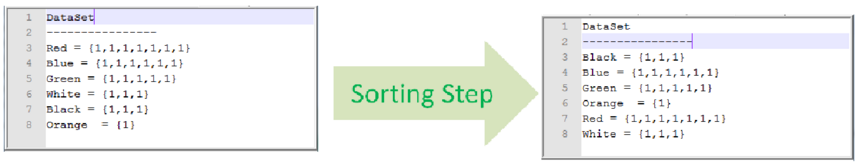 1 DataSet
2 -----------------
3 Red = {1,1,1,1,1,1,1}
4 Blue = {1,1,1,1,1,1}
5 Green = {1,1,1,1,1}
6 White = {1,1,1}
7 Black = {1,1,1}
8 Orange = {1}
Sorting Step
1 DataSet
2 -----------------
3 Black = {1,1,1}
4 Blue = {1,1,1,1,1,1}
5 Green = {1,1,1,1,1}
6 Orange = {1}
7 Red = {1,1,1,1,1,1,1}
8 White = {1,1,1}